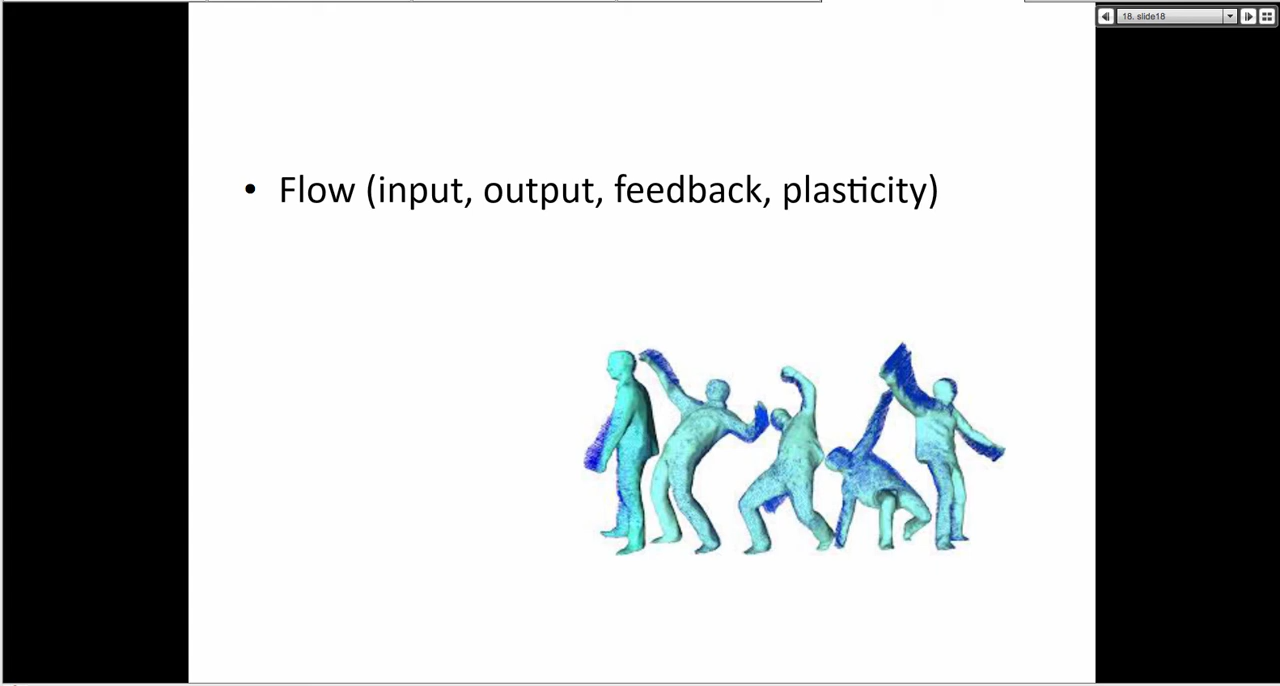 18. slide18
• Flow (input, output, feedback, plasticity)